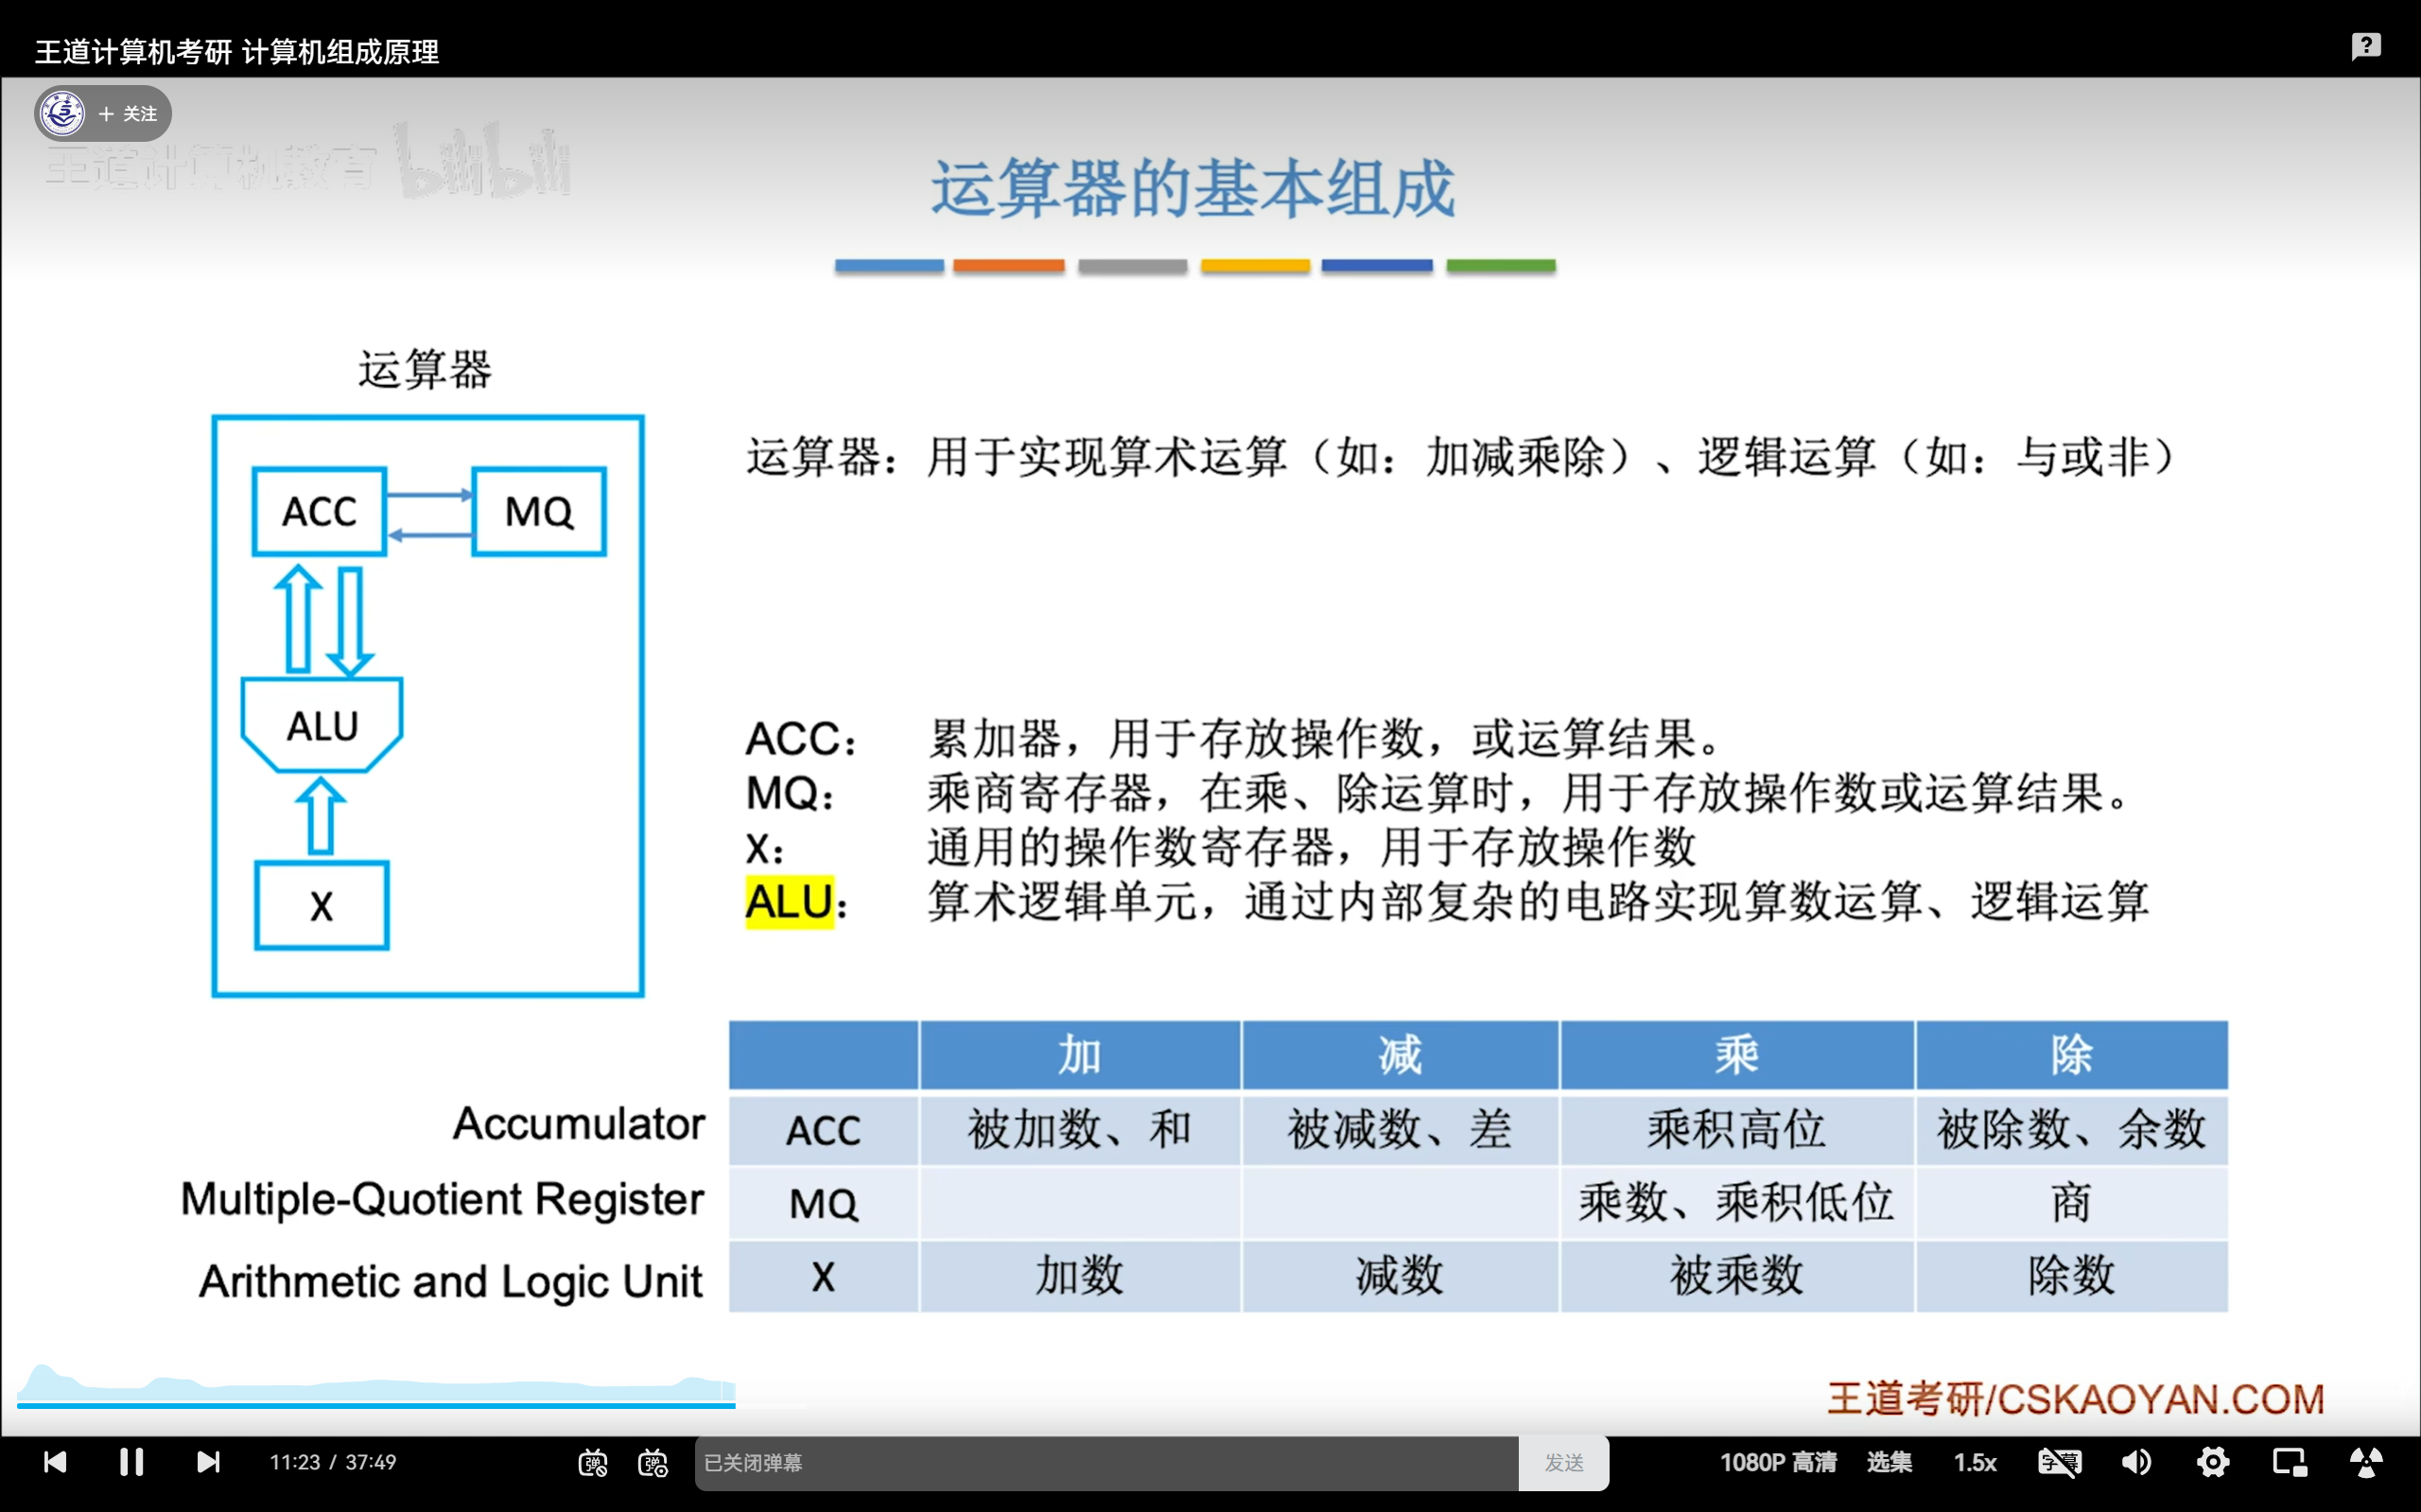 王道计算机考研 计算机组成原理
+ 关注
王道计算机教育 bilibili
运算器的基本组成
运算器
ACC
MQ
ALU
X
运算器：用于实现算术运算（如：加减乘除）、逻辑运算（如：与或非）
ACC： 累加器，用于存放操作数，或运算结果。
MQ： 乘商寄存器，在乘、除运算时，用于存放操作数或运算结果。
X： 通用的操作数寄存器，用于存放操作数
ALU： 算术逻辑单元，通过内部复杂的电路实现算数运算、逻辑运算
加 减 乘 除
Accumulator ACC 被加数、和 被减数、差 乘积高位 被除数、余数
Multiple-Quotient Register MQ 乘数、乘积低位 商
Arithmetic and Logic Unit X 加数 减数 被乘数 除数
王道考研/CSKAOYAN.COM
11:23 / 37:49 弹 弹 已关闭弹幕 发送 1080P 高清 选集 1.5x 字幕